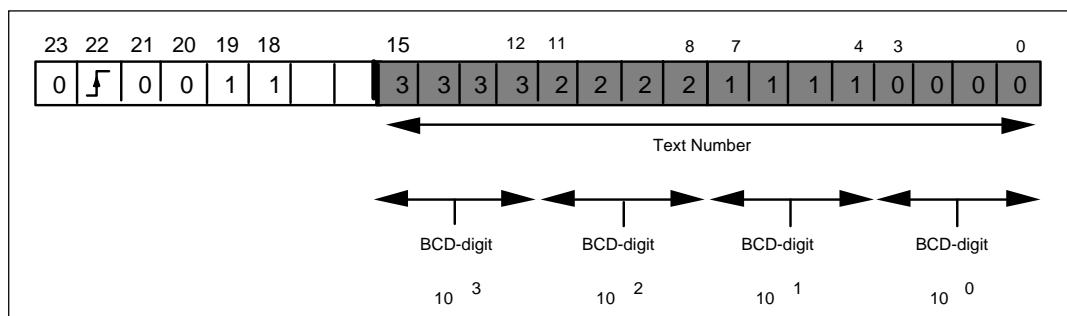 23 22 21 20 19 18 15 12 11 8 7 4 3 0
0 0 0 1 1 3 3 3 3 2 2 2 2 1 1 1 1 0 0 0 0
Text Number
BCD-digit BCD-digit BCD-digit BCD-digit
10 3 10 2 10 1 10 0